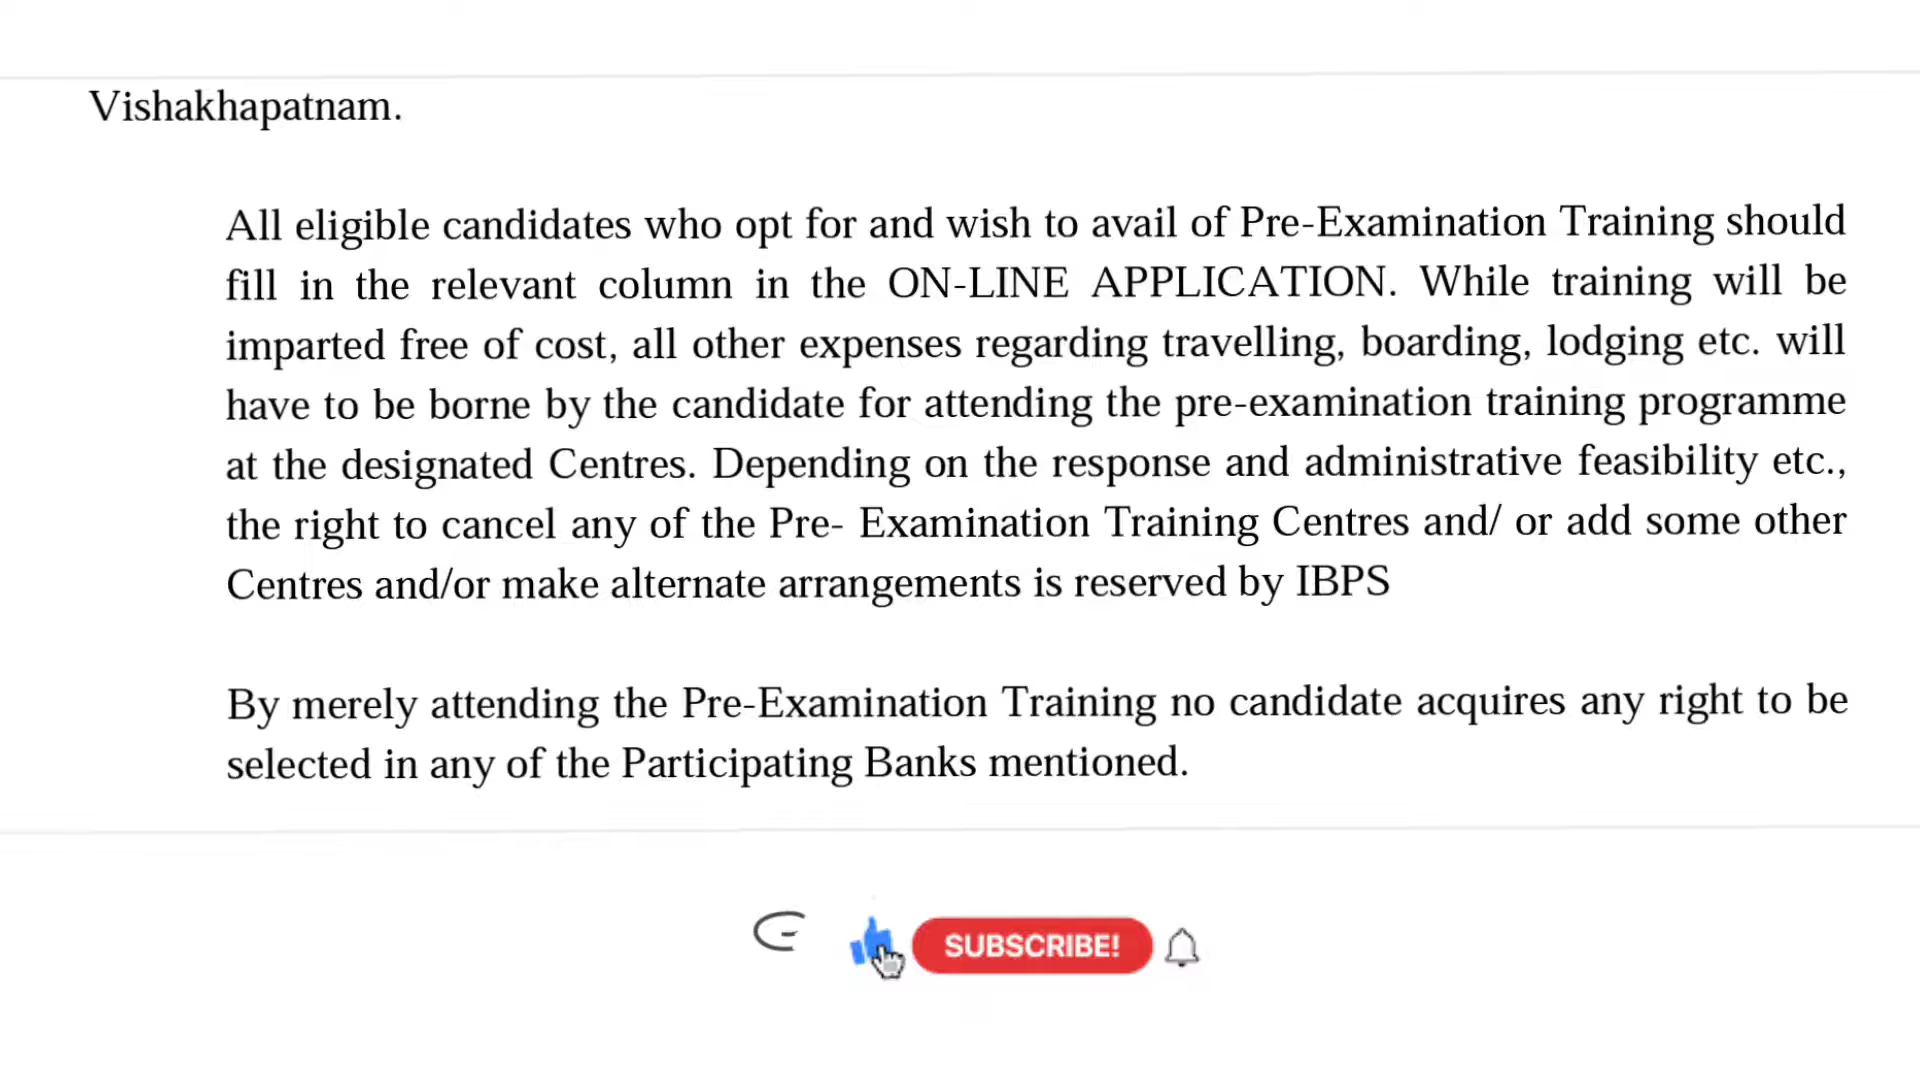 Vishakhapatnam.
All eligible candidates who opt for and wish to avail of Pre-Examination Training should
fill in the relevant column in the ON-LINE APPLICATION. While training will be
imparted free of cost, all other expenses regarding travelling, boarding, lodging etc. will
have to be borne by the candidate for attending the pre-examination training programme
at the designated Centres. Depending on the response and administrative feasibility etc.,
the right to cancel any of the Pre- Examination Training Centres and/ or add some other
Centres and/or make alternate arrangements is reserved by IBPS
By merely attending the Pre-Examination Training no candidate acquires any right to be
selected in any of the Participating Banks mentioned.
SUBSCRIBE!